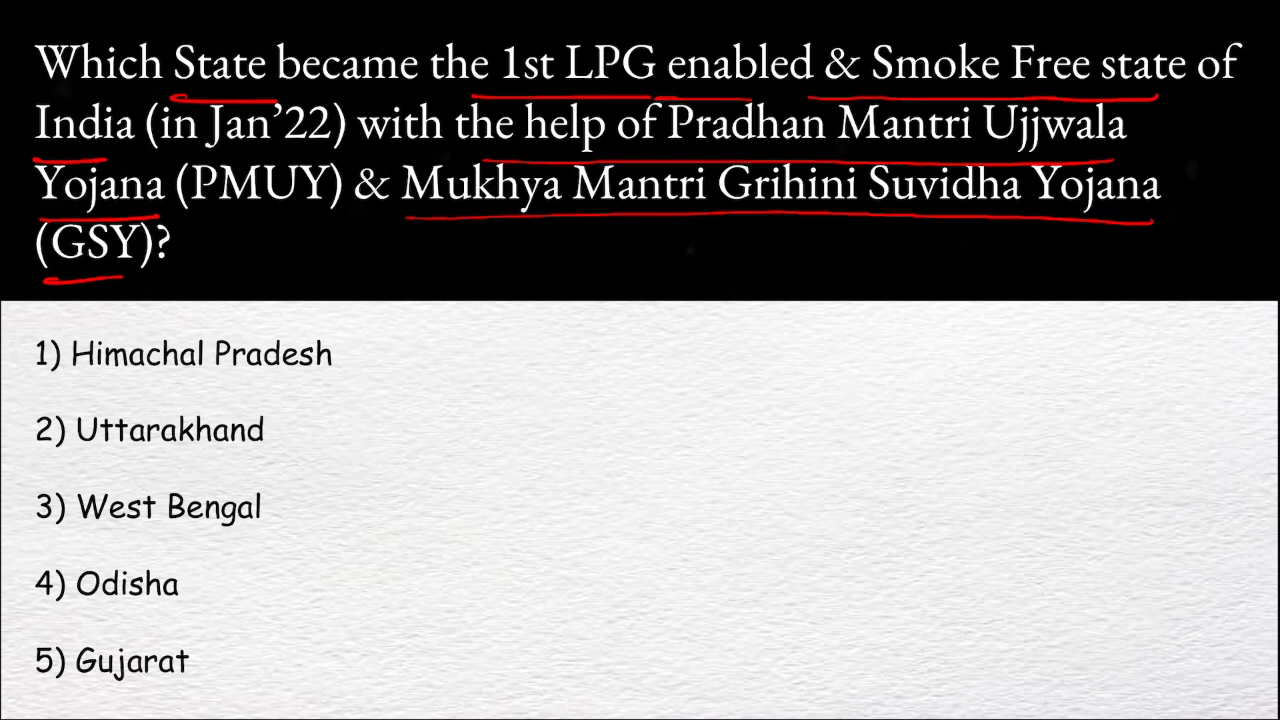 Which State became the 1st LPG enabled & Smoke Free state of
India (in Jan’22) with the help of Pradhan Mantri Ujjwala
Yojana (PMUY) & Mukhya Mantri Grihini Suvidha Yojana
(GSY)?
1) Himachal Pradesh
2) Uttarakhand
3) West Bengal
4) Odisha
5) Gujarat